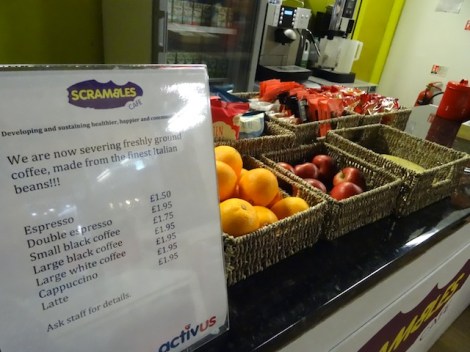 SCRAMBLES
CAFE
Developing and sustaining healthier, happier and
We are now severing freshly ground
coffee, made from the finest Italian
beans!!!
Espresso £1.50
Double espresso £1.95
Small black coffee £1.75
Large black coffee £1.95
Large white coffee £1.95
Cappuccino £1.95
Latte £1.95
Ask staff for details.
activus
SCRAMBLES